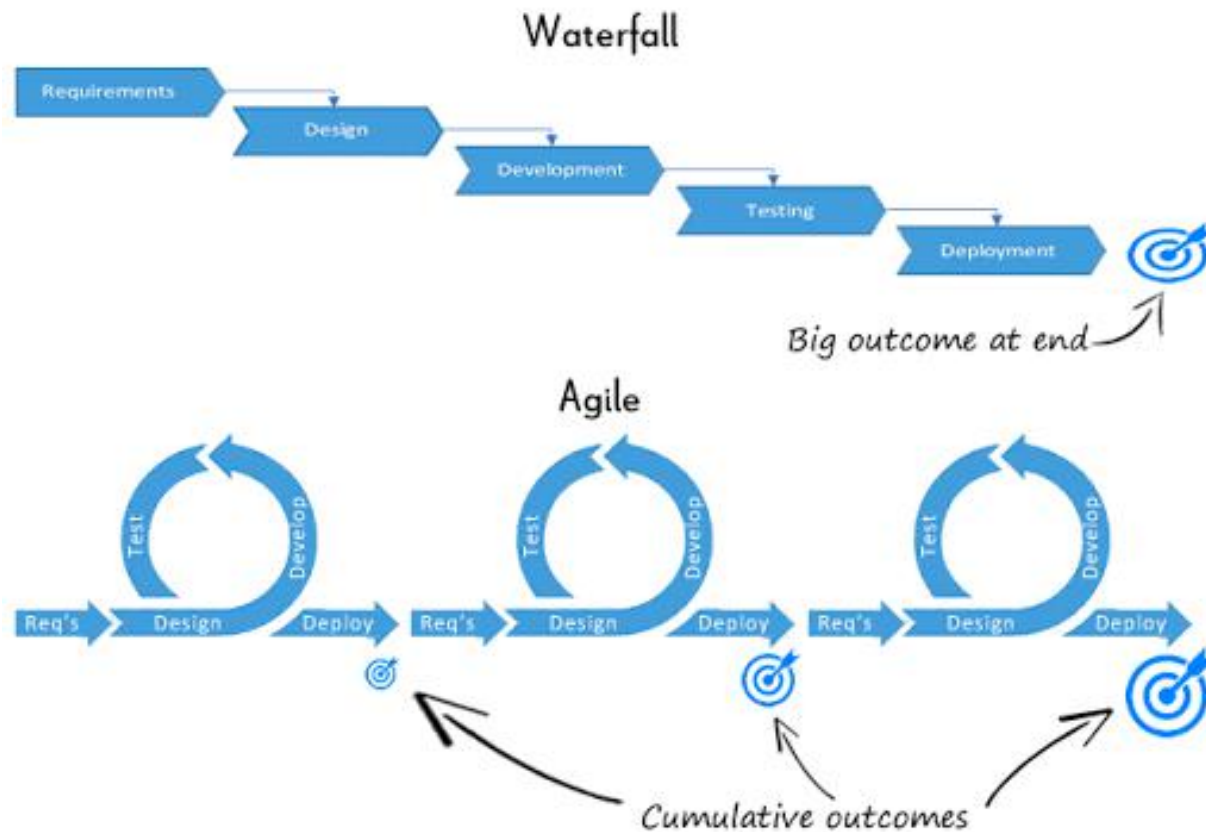 Waterfall
Requirements
Design
Development
Testing
Deployment
Big outcome at end
Agile
Test
Develop
Req's
Design
Deploy
Test
Develop
Req's
Design
Deploy
Test
Develop
Req's
Design
Deploy
Cumulative outcomes